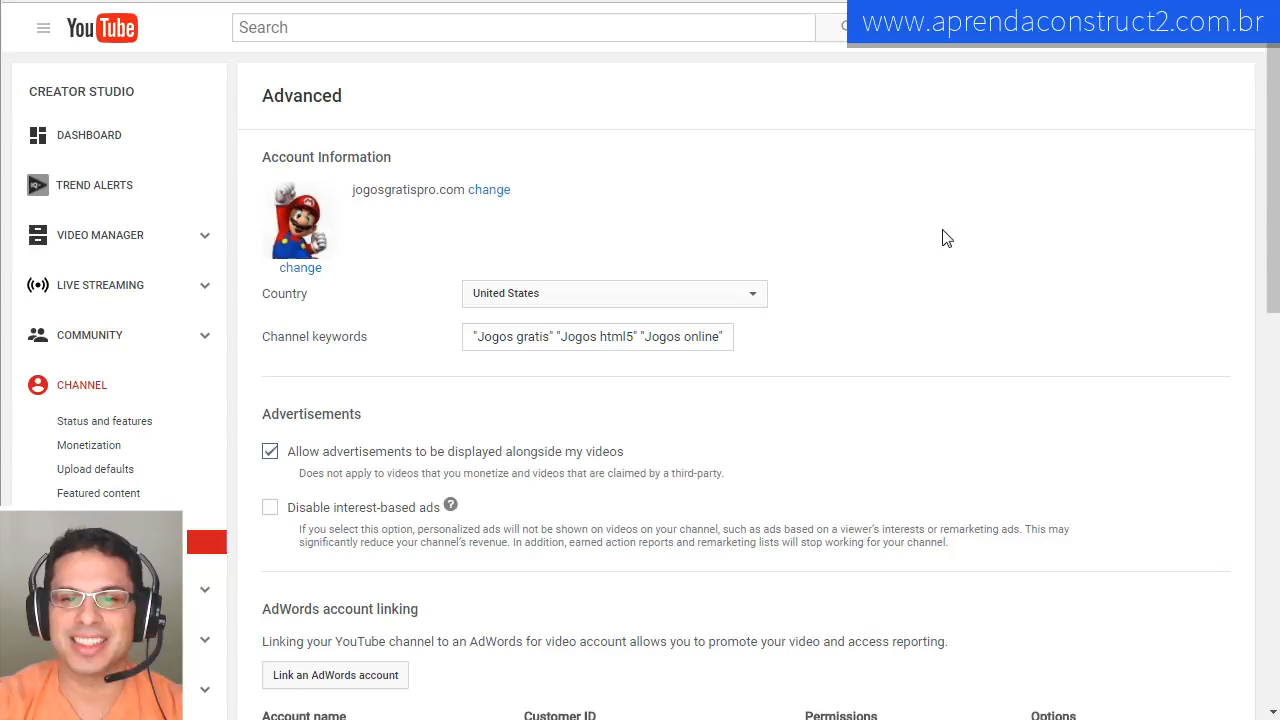 YouTube
Search
www.aprendaconstruct2.com.br
CREATOR STUDIO
DASHBOARD
TREND ALERTS
VIDEO MANAGER
LIVE STREAMING
COMMUNITY
CHANNEL
Status and features
Monetization
Upload defaults
Featured content
Advanced
Account Information
jogosgratispro.com change
change
Country
United States
Channel keywords
"Jogos gratis" "Jogos html5" "Jogos online"
Advertisements
Allow advertisements to be displayed alongside my videos
Does not apply to videos that you monetize and videos that are claimed by a third-party.
Disable interest-based ads ?
If you select this option, personalized ads will not be shown on videos on your channel, such as ads based on a viewer's interests or remarketing ads. This may
significantly reduce your channel's revenue. In addition, earned action reports and remarketing lists will stop working for your channel.
AdWords account linking
Linking your YouTube channel to an AdWords for video account allows you to promote your video and access reporting.
Link an AdWords account
Account name
Customer ID
Permissions
Options